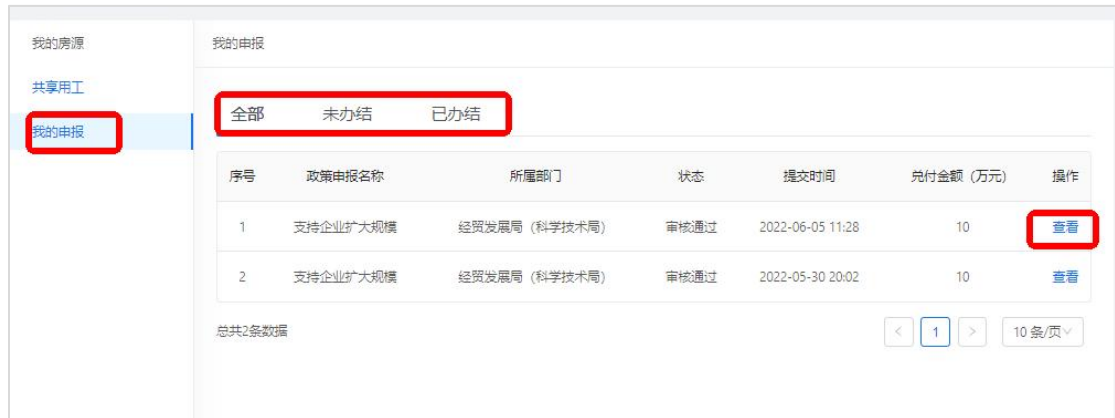 我的房源
共享用工
我的申报
我的申报
全部 未办结 已办结
序号 政策申报名称 所属部门 状态 提交时间 兑付金额（万元） 操作
1 支持企业扩大规模 经贸发展局（科学技术局） 审核通过 2022-06-05 11:28 10 查看
2 支持企业扩大规模 经贸发展局（科学技术局） 审核通过 2022-05-30 20:02 10 查看
总共2条数据 < 1 > 10 条/页